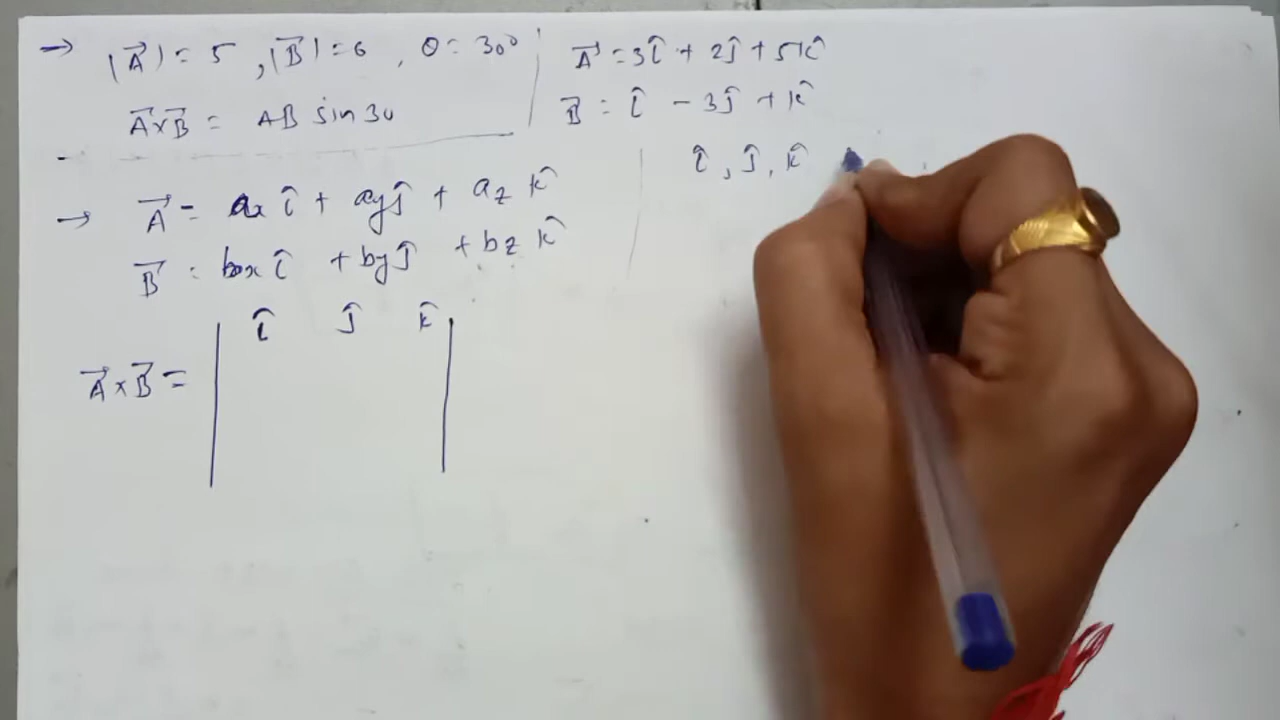 → |A⃗| = 5 , |B⃗| = 6 , θ = 30°
A⃗×B⃗ = AB sin 30
A⃗ = 3î + 2ĵ + 5k̂
B⃗ = î - 3ĵ + k̂
î , ĵ , k̂
→ A⃗ = ax î + ay ĵ + az k̂
B⃗ = bx î + by ĵ + bz k̂
î ĵ k̂
A⃗×B⃗ =